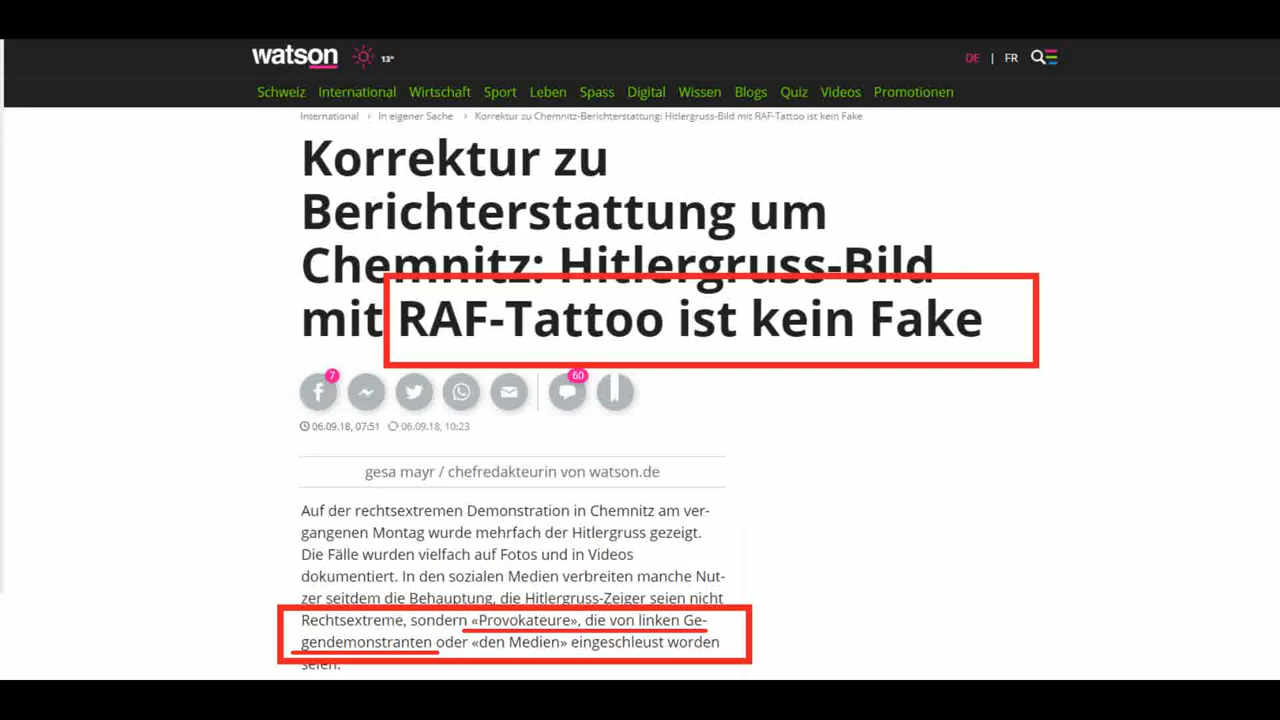 watson 13°
DE | FR
Schweiz International Wirtschaft Sport Leben Spass Digital Wissen Blogs Quiz Videos Promotionen
International › In eigener Sache › Korrektur zu Chemnitz-Berichterstattung: Hitlergruss-Bild mit RAF-Tattoo ist kein Fake
Korrektur zu
Berichterstattung um
Chemnitz: Hitlergruss-Bild
mit RAF-Tattoo ist kein Fake
7
60
06.09.18, 07:51 06.09.18, 10:23
gesa mayr / chefredakteurin von watson.de
Auf der rechtsextremen Demonstration in Chemnitz am ver-
gangenen Montag wurde mehrfach der Hitlergruss gezeigt.
Die Fälle wurden vielfach auf Fotos und in Videos
dokumentiert. In den sozialen Medien verbreiten manche Nut-
zer seitdem die Behauptung, die Hitlergruss-Zeiger seien nicht
Rechtsextreme, sondern «Provokateure», die von linken Ge-
gendemonstranten oder «den Medien» eingeschleust worden
seien.